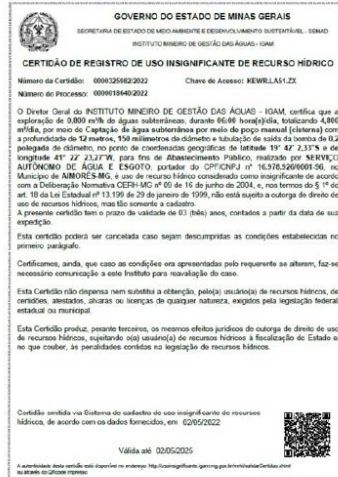 GOVERNO DO ESTADO DE MINAS GERAIS
SECRETARIA DE ESTADO DE MEIO AMBIENTE E DESENVOLVIMENTO SUSTENTÁVEL - SEMAD
INSTITUTO MINEIRO DE GESTÃO DAS ÁGUAS - IGAM
CERTIDÃO DE REGISTRO DE USO INSIGNIFICANTE DE RECURSO HÍDRICO
Número da Certidão: 0000325982/2022 Chave de Acesso:
Número do Processo: 0000018640/2022
O Diretor Geral do INSTITUTO MINEIRO DE GESTÃO DAS ÁGUAS - IGAM, certifica que a
exploração de 0,800 m³/h de águas subterrâneas, durante 06:00 hora(s)/dia, totalizando 4,800
m³/dia, por meio de Captação de água subterrânea por meio de poço manual (cisterna) com
a profundidade de 12 metros, 150 milímetros de diâmetro e tubulação de saída da bomba de 0,2
polegada de diâmetro, no ponto de coordenadas geográficas de latitude 19° 42' 2,33"S e de
longitude 41° 22' 23,27"W, para fins de Abastecimento Público, realizado por SERVIÇO
AUTÔNOMO DE ÁGUA E ESGOTO, portador do CPF/CNPJ nº 16.978.526/0001-96, no
Município de AIMORÉS-MG, é uso de recurso hídrico considerado como insignificante de acordo
com a Deliberação Normativa CERH-MG nº 09 de 16 de junho de 2004, e, nos termos do § 1º do
art. 18 da Lei Estadual nº 13.199 de 29 de janeiro de 1999, não está sujeito a outorga de direito de
uso de recursos hídricos, mas tão somente a cadastro.
A presente certidão tem o prazo de validade de 03 (três) anos, contados a partir da data de sua
expedição.
Esta certidão poderá ser cancelada caso sejam descumpridas as condições estabelecidas no
primeiro parágrafo.
Certificamos, ainda, que caso as condições ora apresentadas pelo requerente se alterem, faz-se
necessário comunicação a este Instituto para reavaliação do caso.
Esta Certidão não dispensa nem substitui a obtenção, pelo(a) usuário(a) de recursos hídricos, de
certidões, atestados, alvarás ou licenças de qualquer natureza, exigidos pela legislação federal,
estadual ou municipal.
Esta Certidão produz, perante terceiros, os mesmos efeitos jurídicos da outorga de direito de uso
de recursos hídricos, sujeitando o(a) usuário(a) de recursos hídricos à fiscalização do Estado e,
no que couber, às penalidades contidas na legislação de recursos hídricos.
Certidão emitida via Sistema de cadastro de uso insignificante de recursos
hídricos, de acordo com os dados fornecidos, em 02/05/2022
Válida até 02/05/2025
A autenticidade desta certidão está disponível no endereço:
ou através do QRcode impresso